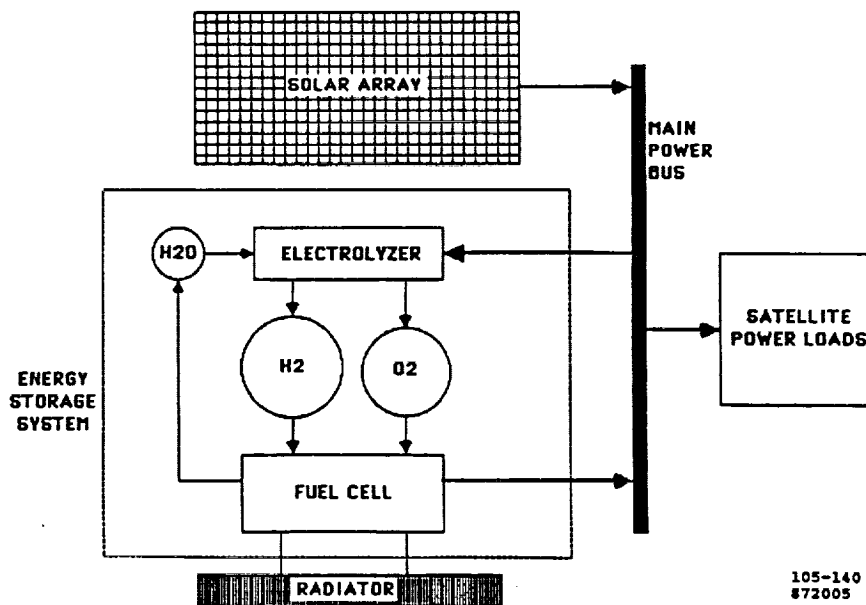 SOLAR ARRAY
MAIN
POWER
BUS
H2O
ELECTROLYZER
SATELLITE
POWER LOADS
H2
O2
ENERGY
STORAGE
SYSTEM
FUEL CELL
RADIATOR
105-140
872005